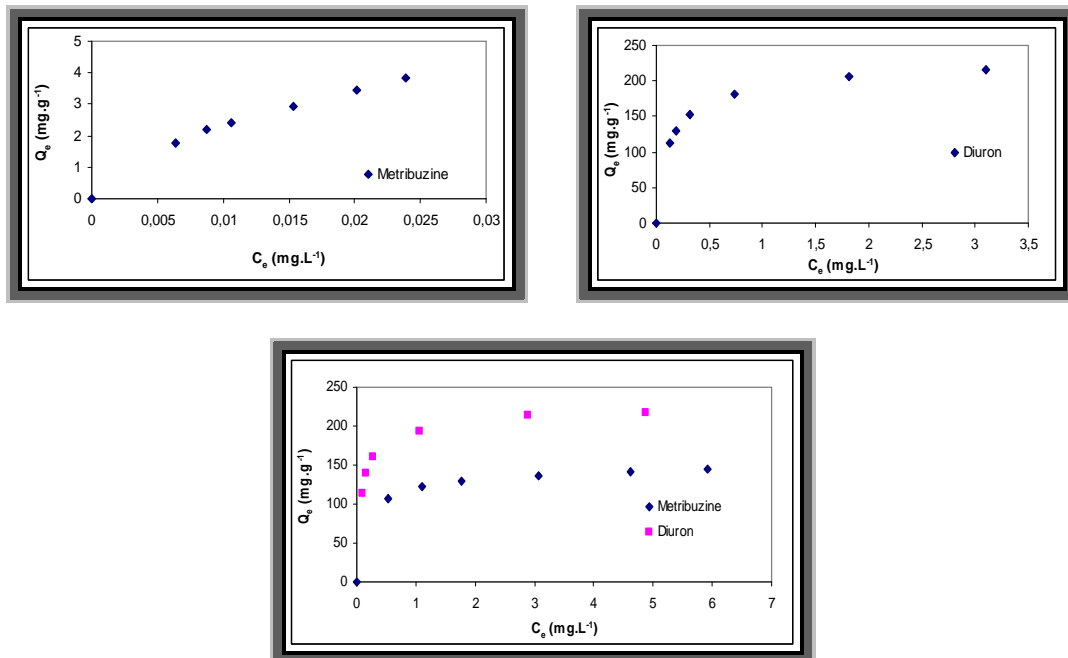 5
4
3
2
1
0
Qe (mg.g-1)
0 0,005 0,01 0,015 0,02 0,025 0,03
Ce (mg.L-1)
Metribuzine
250
200
150
100
50
0
Qe (mg.g-1)
0 0,5 1 1,5 2 2,5 3 3,5
Ce (mg.L-1)
Diuron
250
200
150
100
50
0
Qe (mg.g-1)
0 1 2 3 4 5 6 7
Ce (mg.L-1)
Metribuzine
Diuron